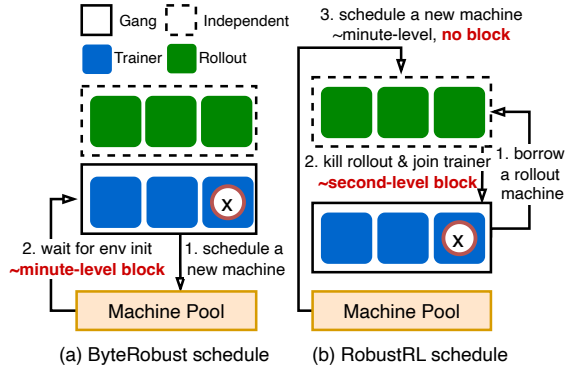 Gang
Independent
Trainer
Rollout
x
2. wait for env init
~minute-level block
1. schedule a
new machine
Machine Pool
(a) ByteRobust schedule
3. schedule a new machine
~minute-level, no block
2. kill rollout & join trainer
~second-level block
1. borrow
a rollout
machine
x
Machine Pool
(b) RobustRL schedule